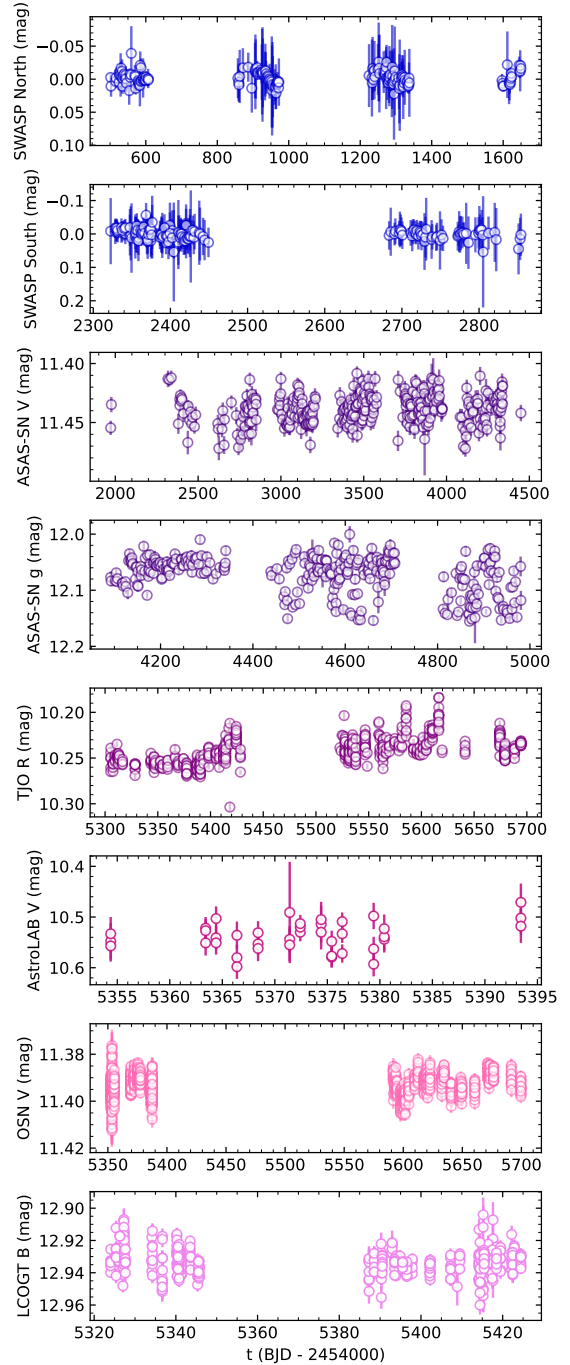 SWASP North (mag)
−0.05
0.00
0.05
0.10
600 800 1000 1200 1400 1600
SWASP South (mag)
−0.1
0.0
0.1
0.2
2300 2400 2500 2600 2700 2800
ASAS-SN V (mag)
11.40
11.45
2000 2500 3000 3500 4000 4500
ASAS-SN g (mag)
12.0
12.1
12.2
4200 4400 4600 4800 5000
TJO R (mag)
10.20
10.25
10.30
5300 5350 5400 5450 5500 5550 5600 5650 5700
AstroLAB V (mag)
10.4
10.5
10.6
5355 5360 5365 5370 5375 5380 5385 5390 5395
OSN V (mag)
11.38
11.40
11.42
5350 5400 5450 5500 5550 5600 5650 5700
LCOGT B (mag)
12.90
12.92
12.94
12.96
5320 5340 5360 5380 5400 5420
t (BJD - 2454000)